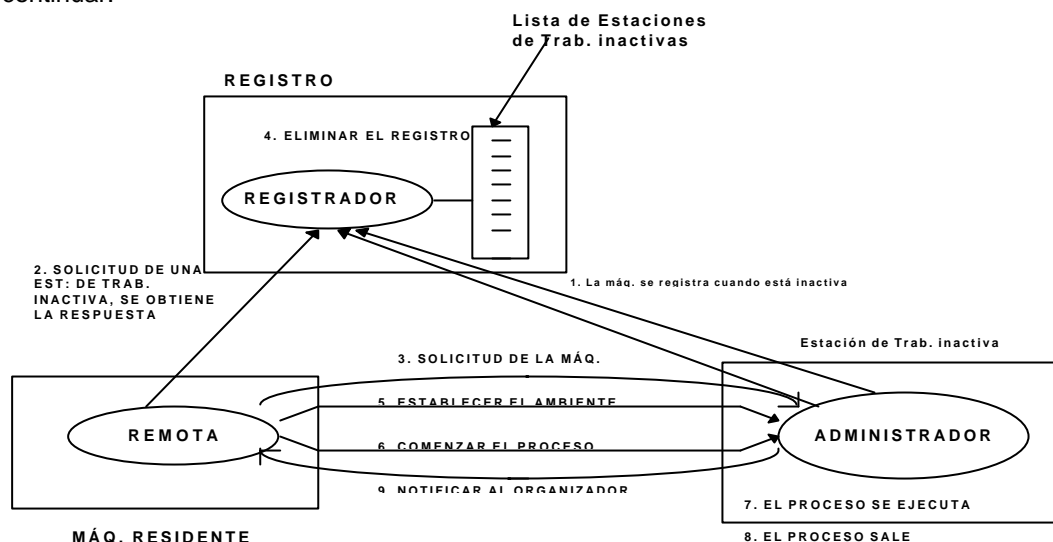 continuar.
Lista de Estaciones
de Trab. inactivas
REGISTRO
4. ELIMINAR EL REGISTRO
REGISTRADOR
2. SOLICITUD DE UNA
EST: DE TRAB.
INACTIVA, SE OBTIENE
LA RESPUESTA
1. La máq. se registra cuando está inactiva
Estación de Trab. inactiva
3. SOLICITUD DE LA MÁQ.
5. ESTABLECER EL AMBIENTE
REMOTA
ADMINISTRADOR
6. COMENZAR EL PROCESO
9. NOTIFICAR AL ORGANIZADOR
7. EL PROCESO SE EJECUTA
MÁQ. RESIDENTE
8. EL PROCESO SALE